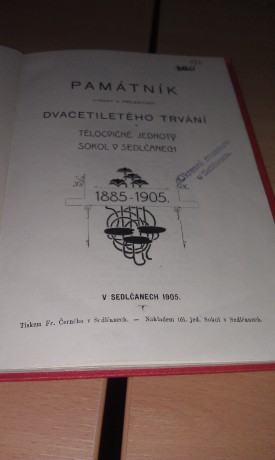 PAMÁTNÍK
DVACETILETÉHO TRVÁNÍ
TĚLOCVIČNÉ JEDNOTY
SOKOL V SEDLČANECH
1885-1905.
V SEDLČANECH 1905.
Tiskem Fr. Černého v Sedlčanech. — Nákladem těl. jed. Sokol v Sedlčanech.